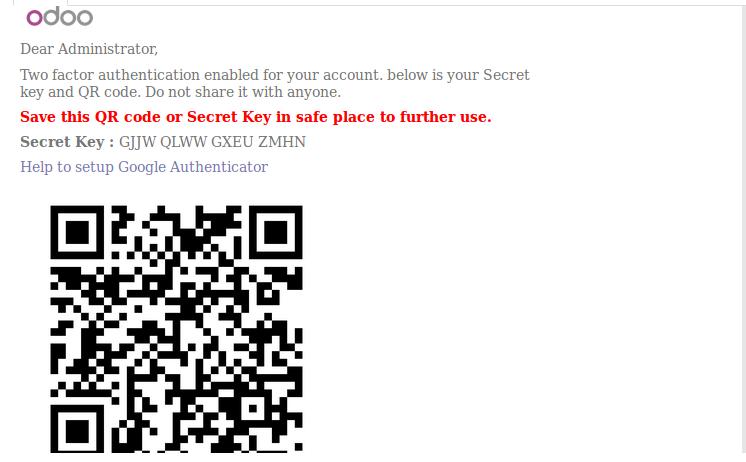 odoo
Dear Administrator,
Two factor authentication enabled for your account. below is your Secret
key and QR code. Do not share it with anyone.
Save this QR code or Secret Key in safe place to further use.
Secret Key : GJJW QLWW GXEU ZMHN
Help to setup Google Authenticator